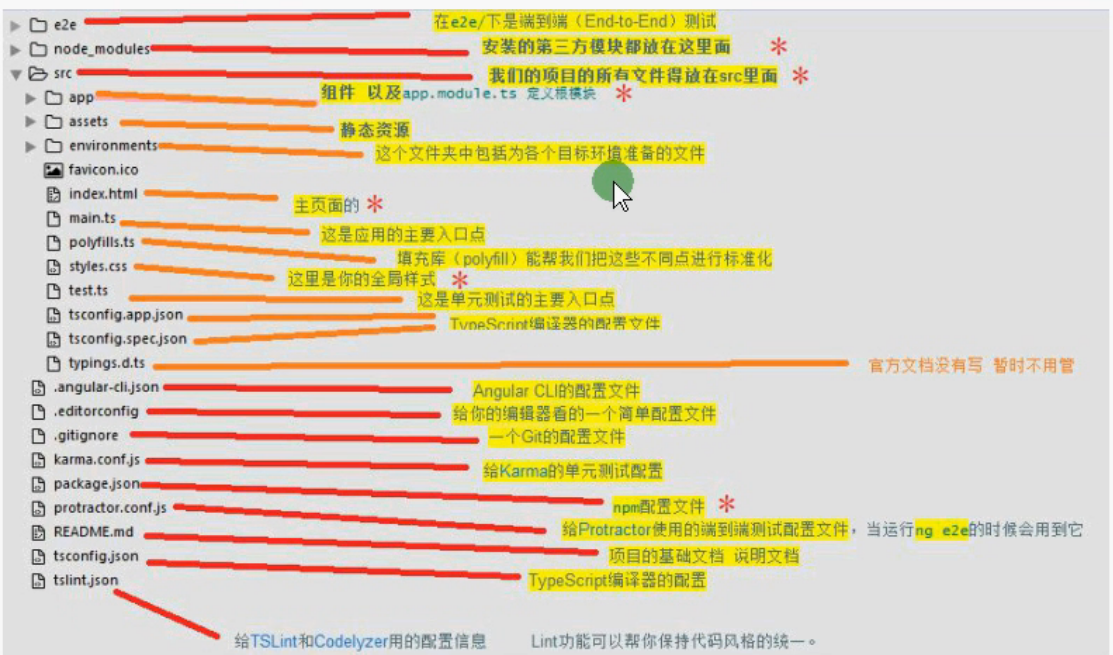 e2e 在e2e/下是端到端（End-to-End）测试
node_modules 安装的第三方模块都放在这里面 *
src 我们的项目的所有文件得放在src里面 *
app 组件 以及app.module.ts 定义根模块 *
assets 静态资源
environments 这个文件夹中包括为各个目标环境准备的文件
favicon.ico
index.html 主页面的 *
main.ts 这是应用的主要入口点
polyfills.ts 填充库（polyfill）能帮我们把这些不同点进行标准化
styles.css 这里是你的全局样式 *
test.ts 这是单元测试的主要入口点
tsconfig.app.json TypeScript编译器的配置文件
tsconfig.spec.json
typings.d.ts 官方文档没有写 暂时不用管
.angular-cli.json Angular CLI的配置文件
.editorconfig 给你的编辑器看的一个简单配置文件
.gitignore 一个Git的配置文件
karma.conf.js 给Karma的单元测试配置
package.json npm配置文件 *
protractor.conf.js 给Protractor使用的端到端测试配置文件，当运行ng e2e的时候会用到它
README.md 项目的基础文档 说明文档
tsconfig.json TypeScript编译器的配置
tslint.json 给TSLint和Codelyzer用的配置信息 Lint功能可以帮你保持代码风格的统一。